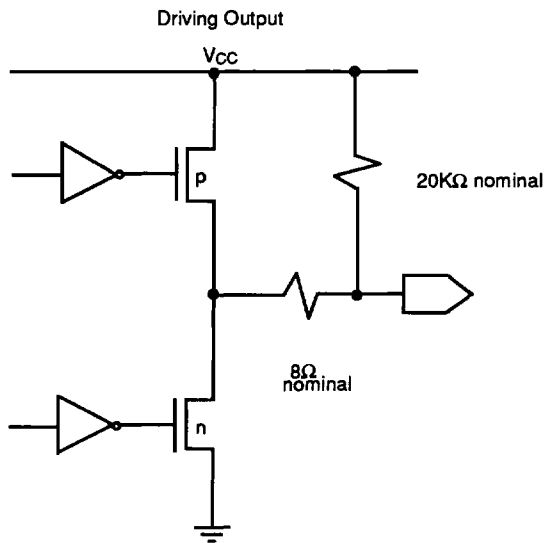 Driving Output
VCC
p
20KΩ nominal
8Ω
nominal
n